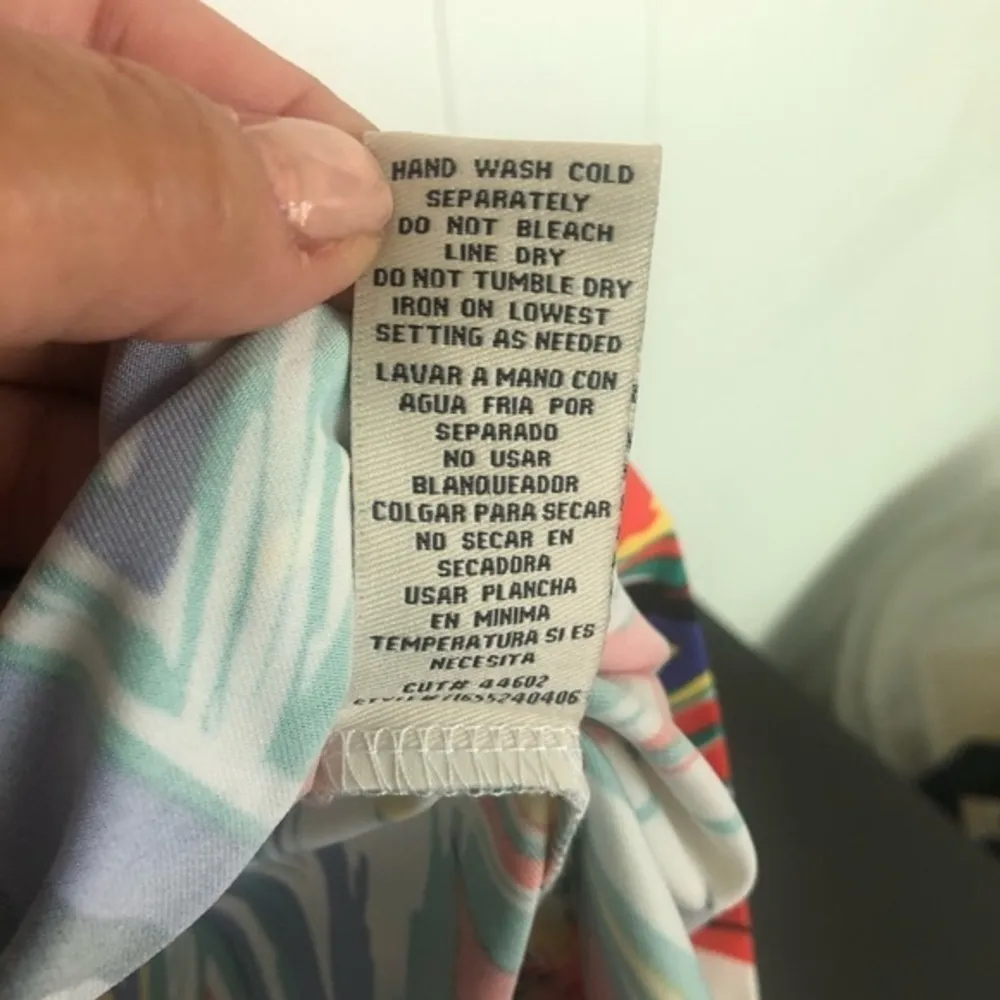 HAND WASH COLD
SEPARATELY
DO NOT BLEACH
LINE DRY
DO NOT TUMBLE DRY
IRON ON LOWEST
SETTING AS NEEDED
LAVAR A MANO CON
AGUA FRIA POR
SEPARADO
NO USAR
BLANQUEADOR
COLGAR PARA SECAR
NO SECAR EN
SECADORA
USAR PLANCHA
EN MINIMA
TEMPERATURA SI ES
NECESITA
CUT# 44602